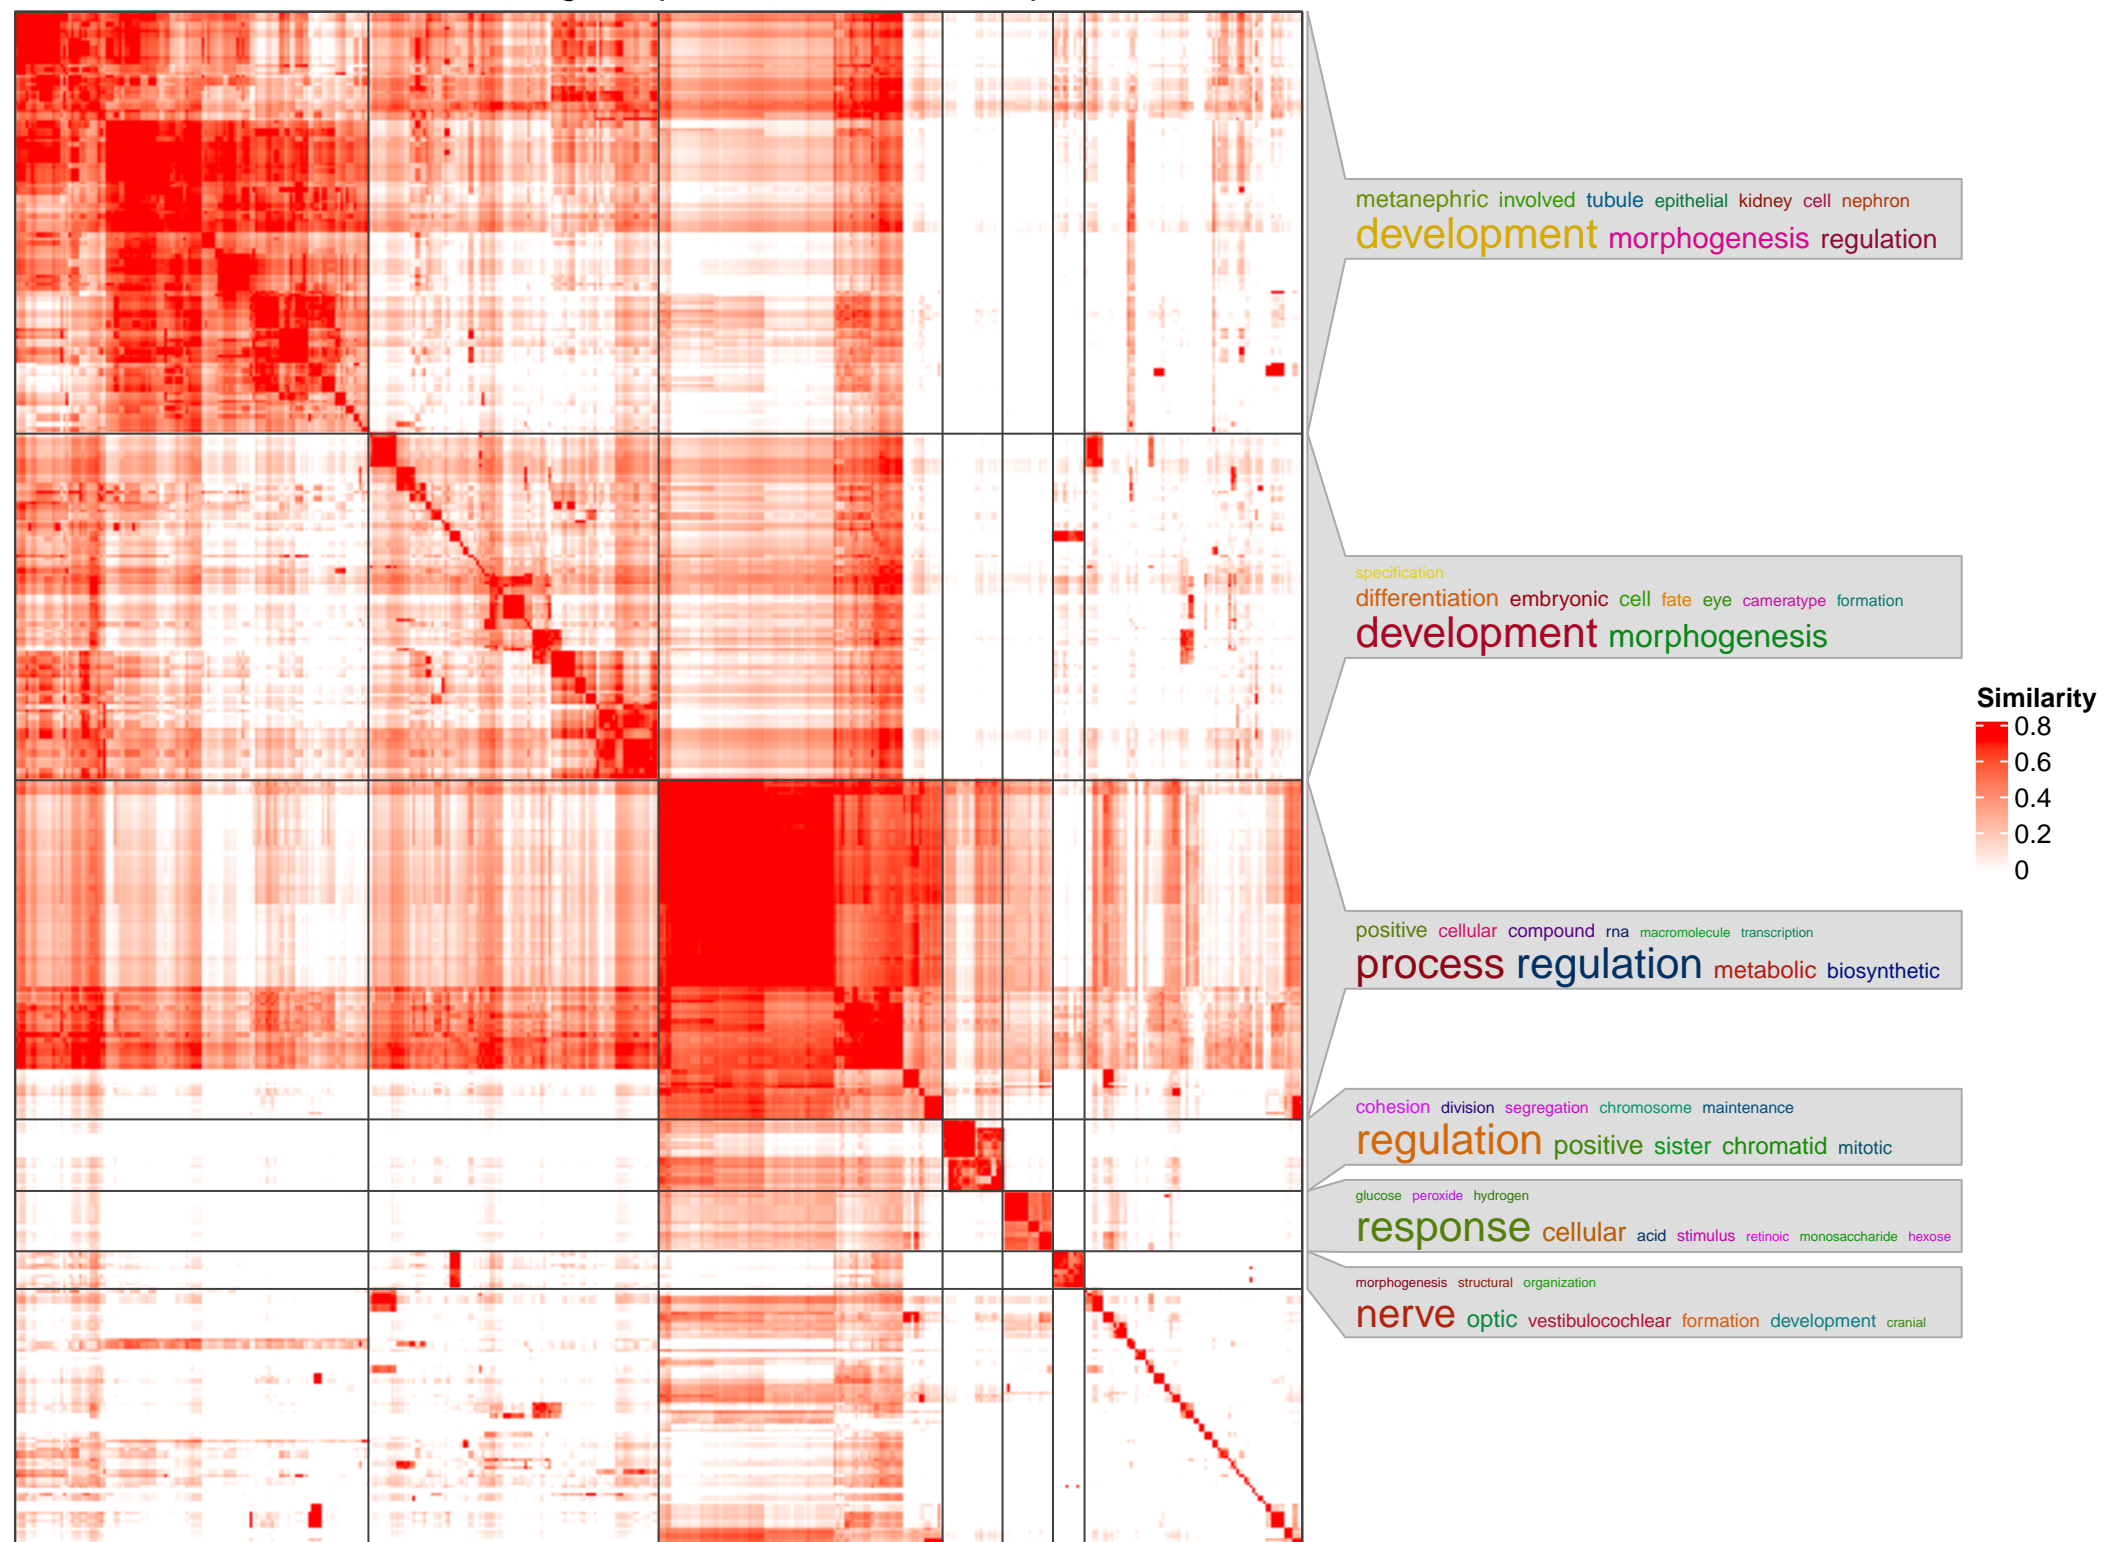 metanephric involved tubule epithelial kidney cell nephron
development morphogenesis regulation
specification
differentiation embryonic cell fate eye cameratype formation
development morphogenesis
Similarity
0.8
0.6
0.4
0.2
0
positive cellular compound rna macromolecule transcription
process regulation metabolic biosynthetic
cohesion division segregation chromosome maintenance
regulation positive sister chromatid mitotic
glucose peroxide hydrogen
response cellular acid stimulus retinoic monosaccharide hexose
morphogenesis structural organization
nerve optic vestibulocochlear formation development cranial